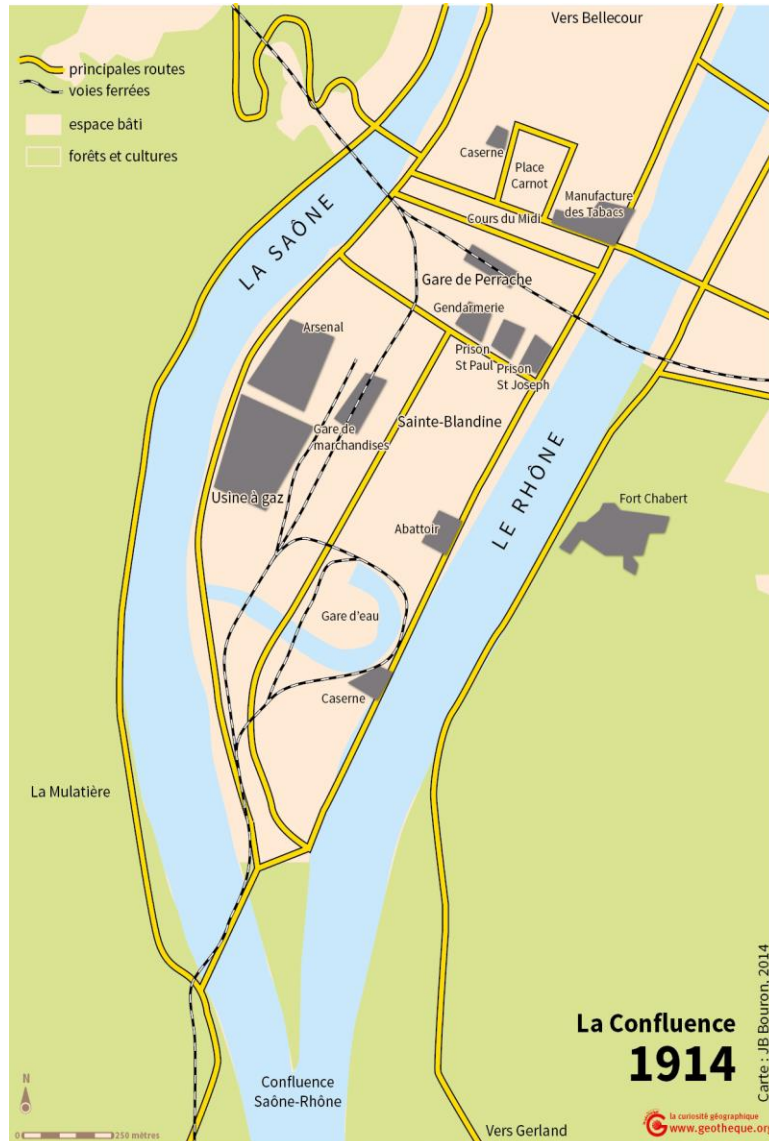 Vers Bellecour
principales routes
voies ferrées
espace bâti
forêts et cultures
Caserne
Place
Carnot
Manufacture
des Tabacs
Cours du Midi
LA SAÔNE
Gare de Perrache
Gendarmerie
Arsenal
Prison
St Paul
Prison
St Joseph
Gare de
marchandises
Sainte-Blandine
LE RHÔNE
Usine à gaz
Fort Chabert
Abattoir
Gare d'eau
Caserne
La Mulatière
La Confluence
1914
Carte : JB Bouron, 2014
Confluence
Saône-Rhône
Vers Gerland
N
0
250 mètres
la curiosité géographique
www.geotheque.org